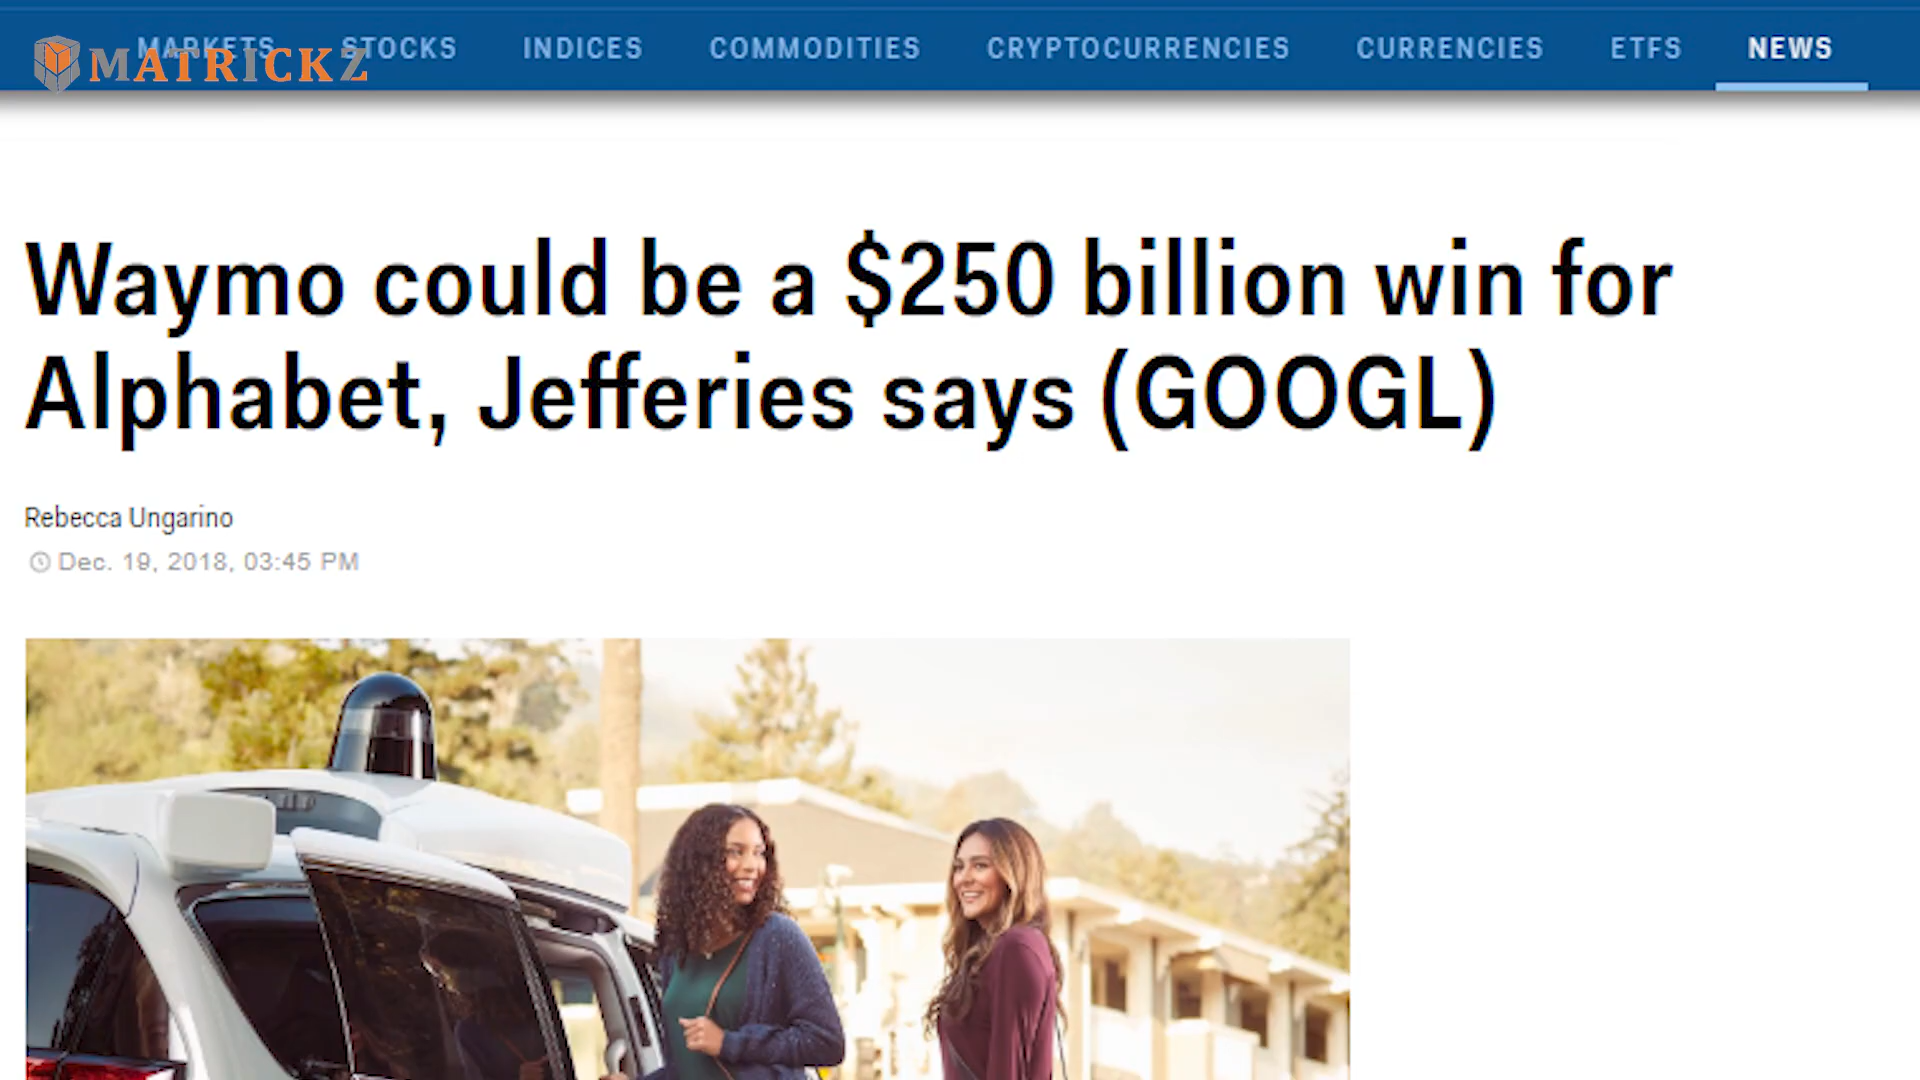 MARKETS STOCKS INDICES COMMODITIES CRYPTOCURRENCIES CURRENCIES ETFS NEWS
MATRICKZ
Waymo could be a $250 billion win for
Alphabet, Jefferies says (GOOGL)
Rebecca Ungarino
Dec. 19, 2018, 03:45 PM